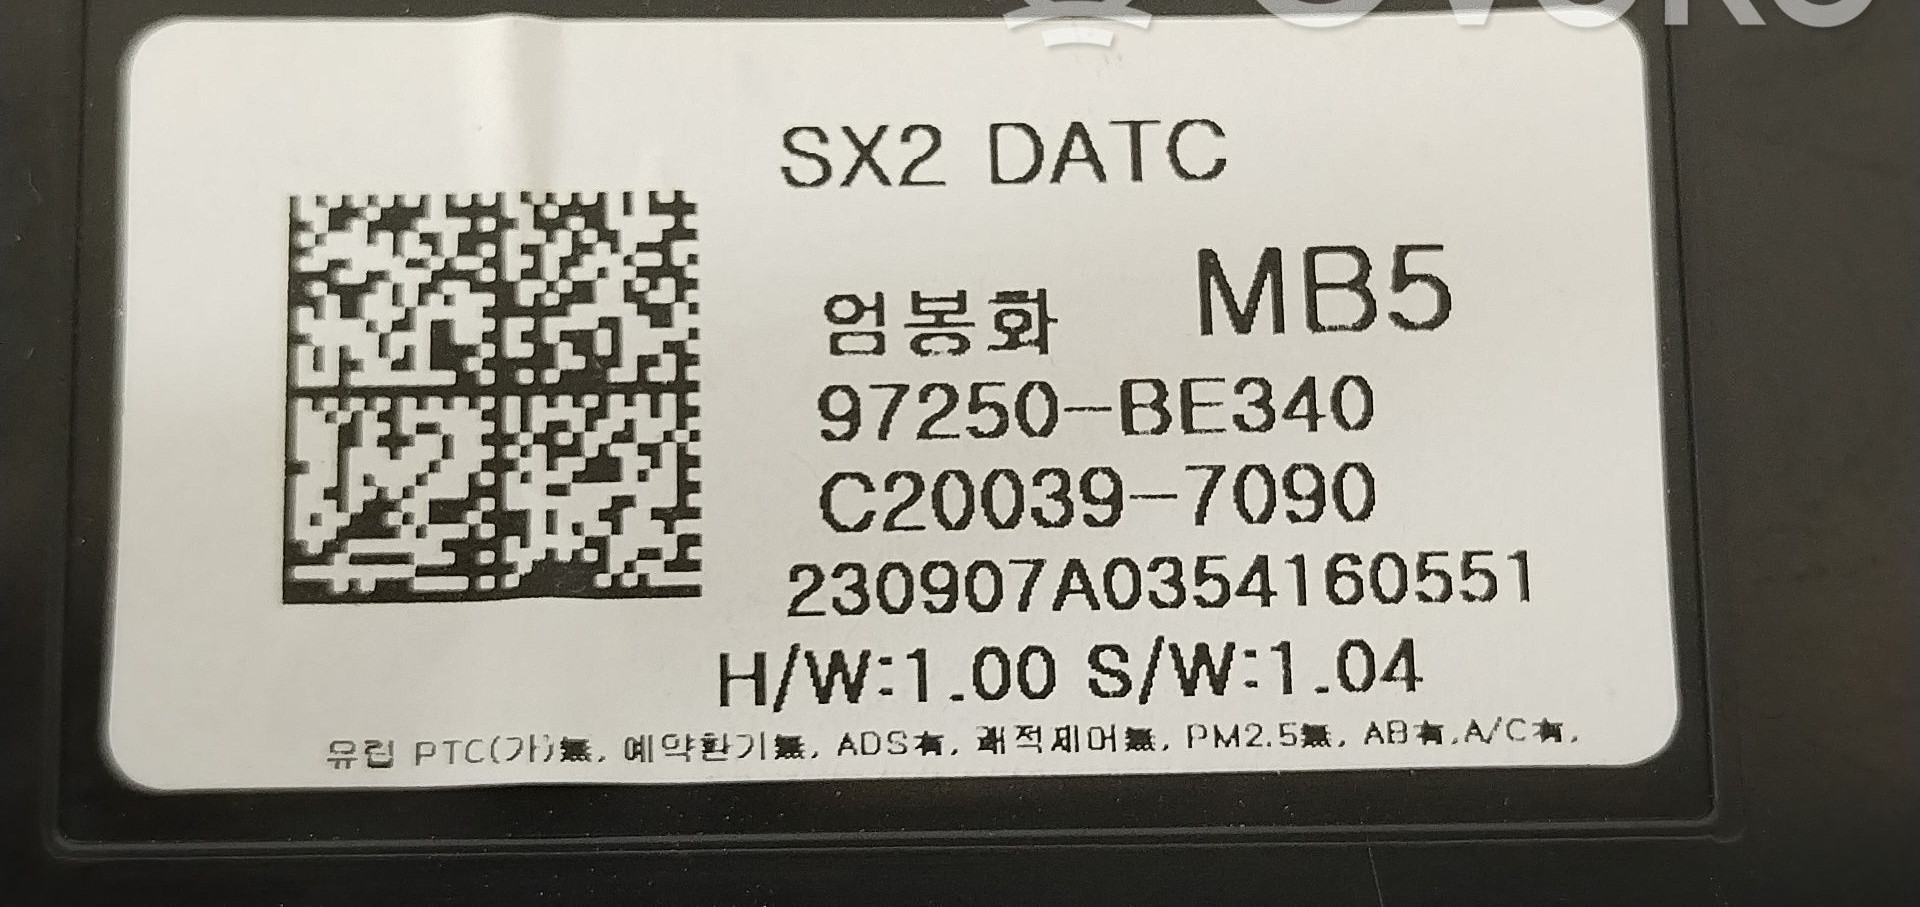 OVOKO
SX2 DATC
엄봉화 MB5
97250-BE340
C20039-7090
230907A0354160551
H/W:1.00 S/W:1.04
유럽 PTC(가)無, 예약환기無, ADS有, 쾌적제어無, PM2.5無, AB有,A/C有,